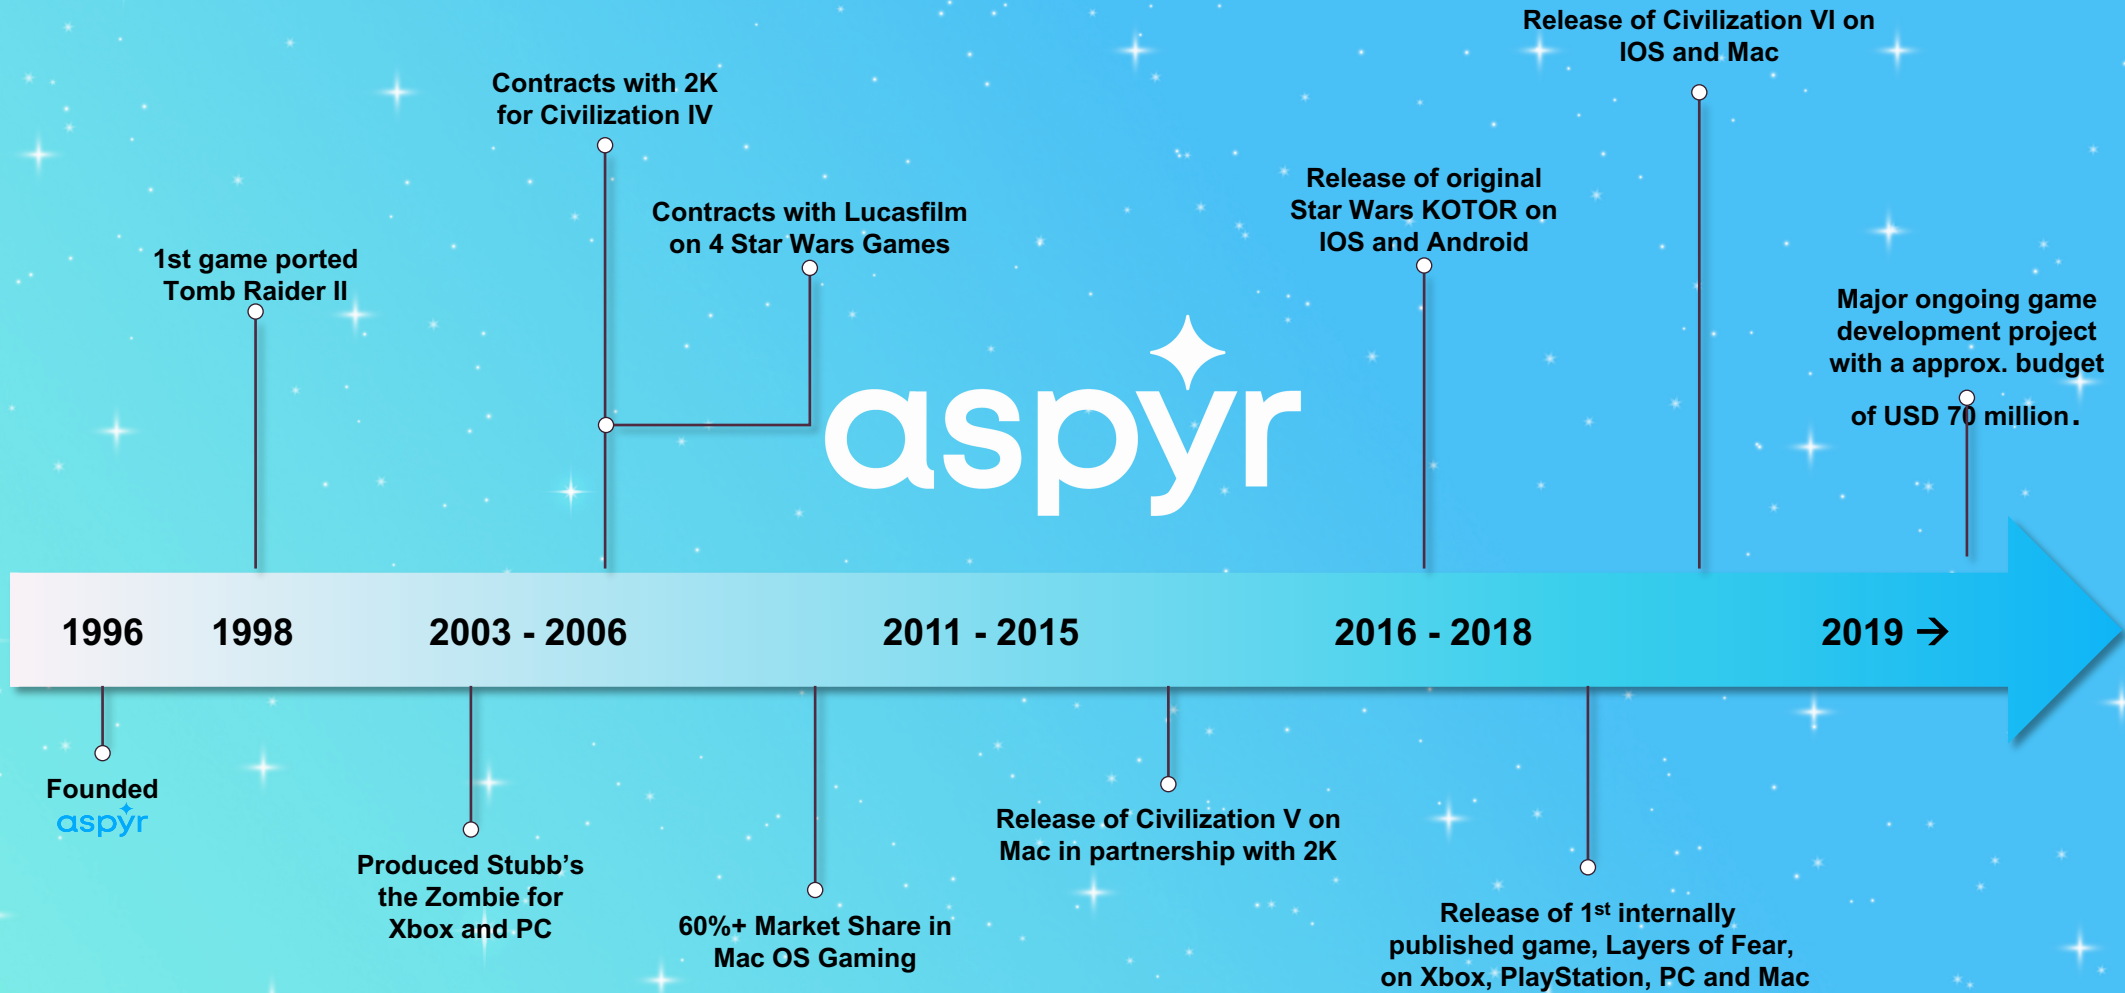 Release of Civilization VI on
IOS and Mac
Contracts with 2K
for Civilization IV
Contracts with Lucasfilm
on 4 Star Wars Games
Release of original
Star Wars KOTOR on
IOS and Android
1st game ported
Tomb Raider II
Major ongoing game
development project
with a approx. budget
of USD 70 million.
aspyr
1996
1998
2003 - 2006
2011 - 2015
2016 - 2018
2019 →
Founded
aspyr
Produced Stubb’s
the Zombie for
Xbox and PC
60%+ Market Share in
Mac OS Gaming
Release of Civilization V on
Mac in partnership with 2K
Release of 1st internally
published game, Layers of Fear,
on Xbox, PlayStation, PC and Mac